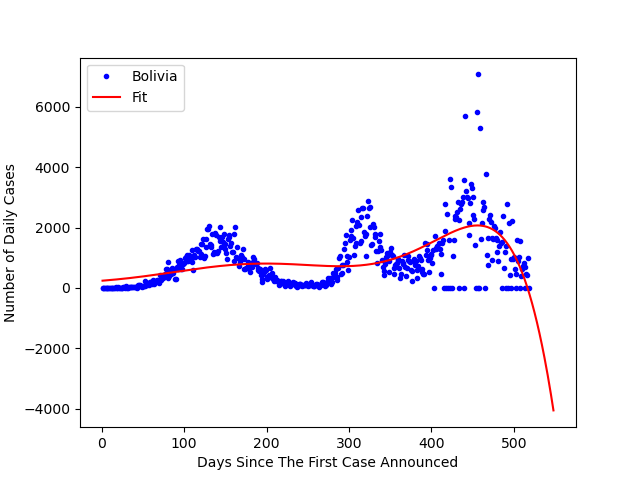 Bolivia
Fit
6000
4000
2000
0
−2000
−4000
Number of Daily Cases
0 100 200 300 400 500
Days Since The First Case Announced